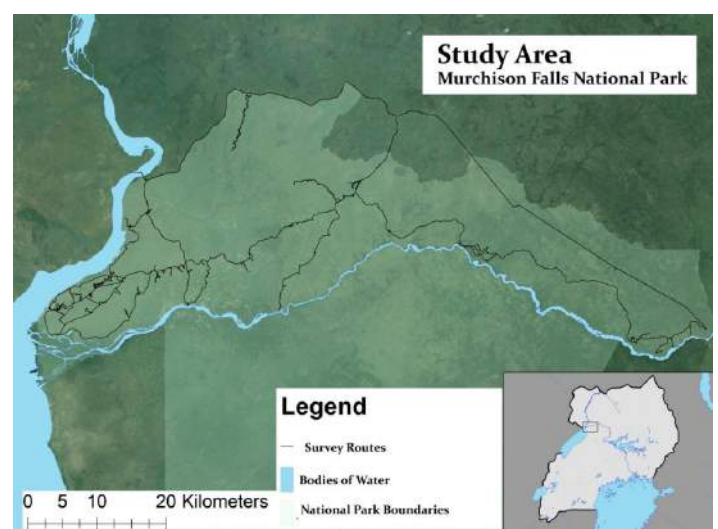 Study Area
Murchison Falls National Park
Legend
Survey Routes
Bodies of Water
National Park Boundaries
0 5 10 20 Kilometers